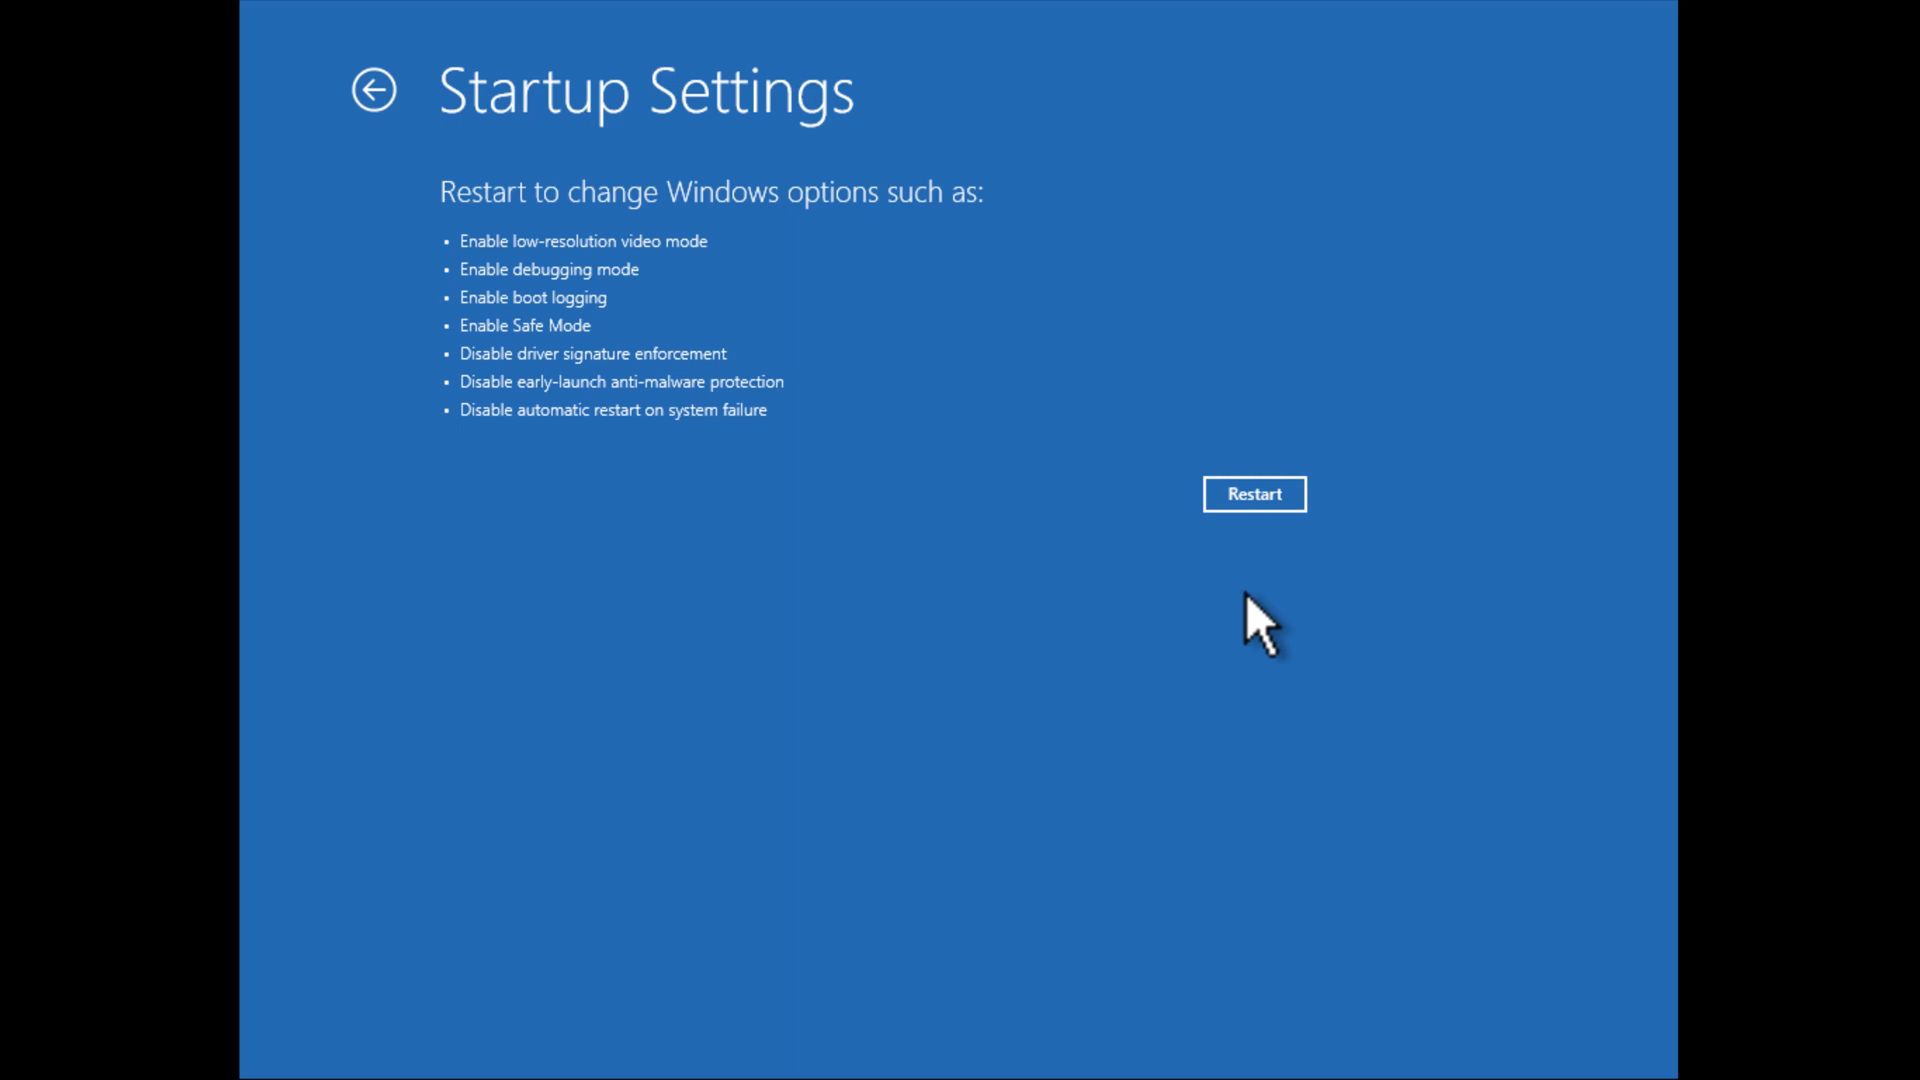 Startup Settings
Restart to change Windows options such as:
• Enable low-resolution video mode
• Enable debugging mode
• Enable boot logging
• Enable Safe Mode
• Disable driver signature enforcement
• Disable early-launch anti-malware protection
• Disable automatic restart on system failure
Restart